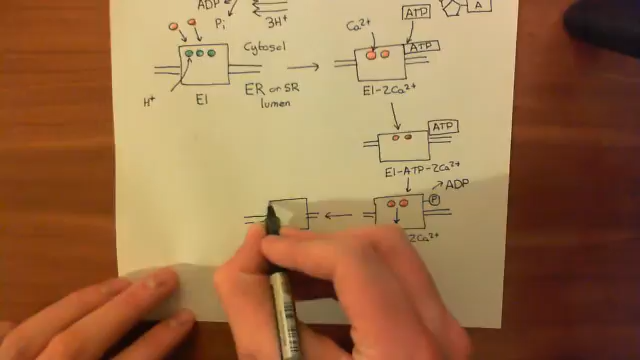 ADP
Pi
3H+
A
Ca2+
ATP
Cytosol
ATP
H+
E1
ER or SR
lumen
E1-2Ca2+
ATP
E1-ATP-2Ca2+
ADP
P
2Ca2+